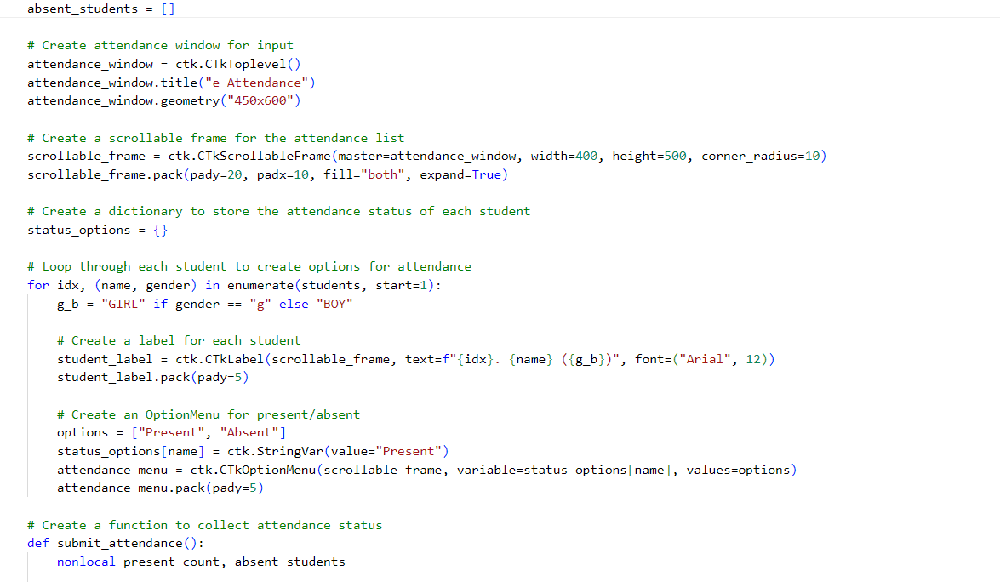 absent_students = []
# Create attendance window for input
attendance_window = ctk.CTkToplevel()
attendance_window.title("e-Attendance")
attendance_window.geometry("450x600")
# Create a scrollable frame for the attendance list
scrollable_frame = ctk.CTkScrollableFrame(master=attendance_window, width=400, height=500, corner_radius=10)
scrollable_frame.pack(pady=20, padx=10, fill="both", expand=True)
# Create a dictionary to store the attendance status of each student
status_options = {}
# Loop through each student to create options for attendance
for idx, (name, gender) in enumerate(students, start=1):
    g_b = "GIRL" if gender == "g" else "BOY"
    # Create a label for each student
    student_label = ctk.CTkLabel(scrollable_frame, text=f"{idx}. {name} ({g_b})", font=("Arial", 12))
    student_label.pack(pady=5)
    # Create an OptionMenu for present/absent
    options = ["Present", "Absent"]
    status_options[name] = ctk.StringVar(value="Present")
    attendance_menu = ctk.CTkOptionMenu(scrollable_frame, variable=status_options[name], values=options)
    attendance_menu.pack(pady=5)
# Create a function to collect attendance status
def submit_attendance():
    nonlocal present_count, absent_students